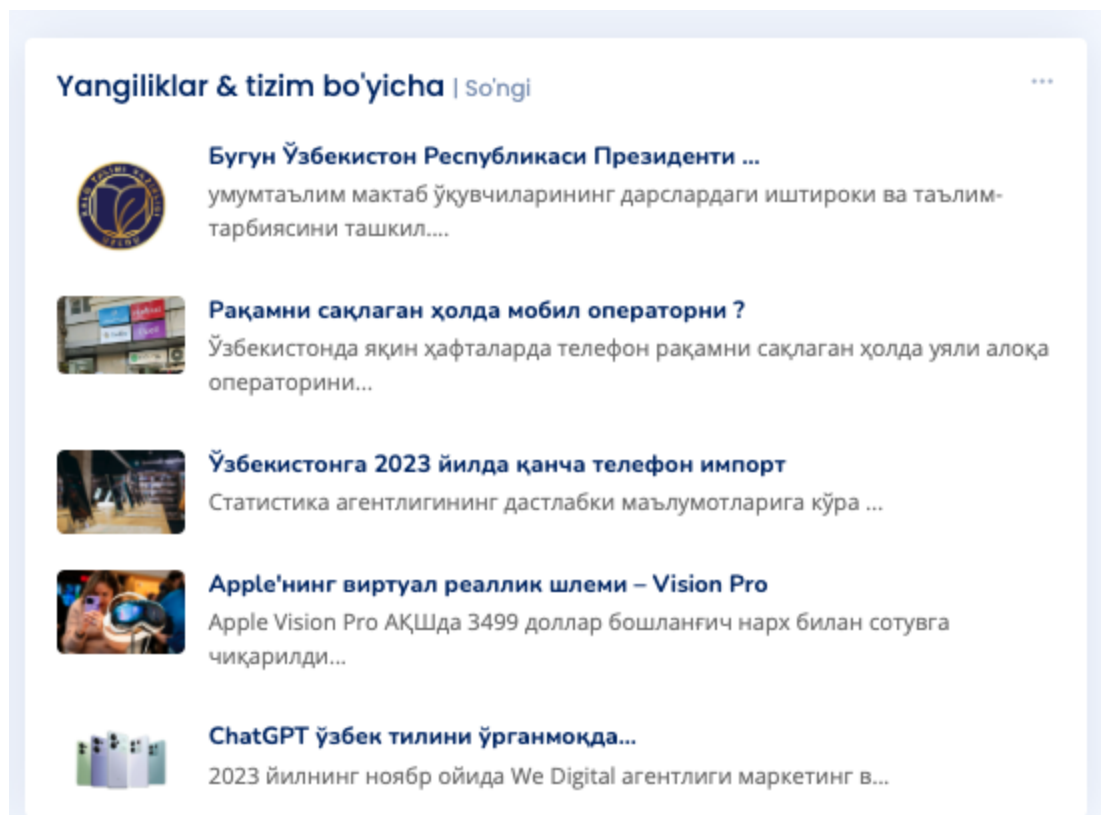 Yangiliklar & tizim bo'yicha | So'ngi
Бугун Ўзбекистон Республикаси Президенти ...
умумтаълим мактаб ўқувчиларининг дарслардаги иштироки ва таълим-
тарбиясини ташкил....
Рақамни сақлаган ҳолда мобил операторни ?
Ўзбекистонда яқин ҳафталарда телефон рақамни сақлаган ҳолда уяли алоқа
операторини...
Ўзбекистонга 2023 йилда қанча телефон импорт
Статистика агентлигининг дастлабки маълумотларига кўра ...
Apple'нинг виртуал реаллик шлеми – Vision Pro
Apple Vision Pro АҚШда 3499 доллар бошланғич нарх билан сотувга
чиқарилди...
ChatGPT ўзбек тилини ўрганмоқда...
2023 йилнинг ноябр ойида We Digital агентлиги маркетинг в...